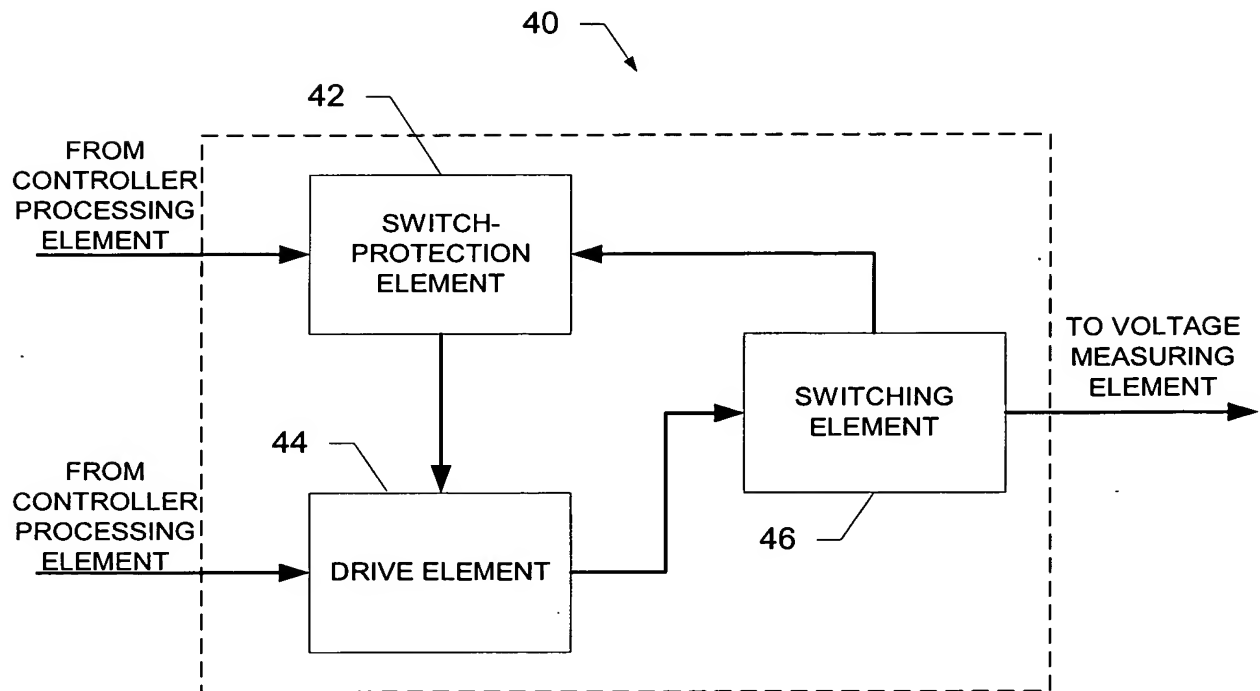 40
42
FROM
CONTROLLER
PROCESSING
ELEMENT
SWITCH-
PROTECTION
ELEMENT
TO VOLTAGE
MEASURING
ELEMENT
SWITCHING
ELEMENT
44
FROM
CONTROLLER
PROCESSING
ELEMENT
DRIVE ELEMENT
46